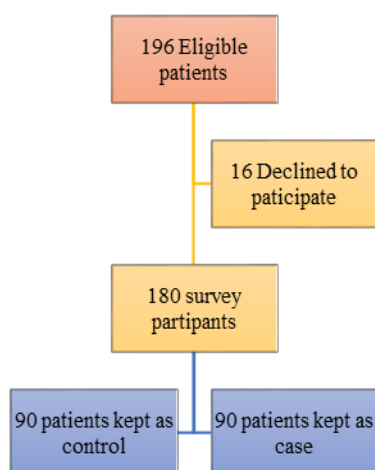 196 Eligible
patients
16 Declined to
paticipate
180 survey
partipants
90 patients kept as
control
90 patients kept as
case